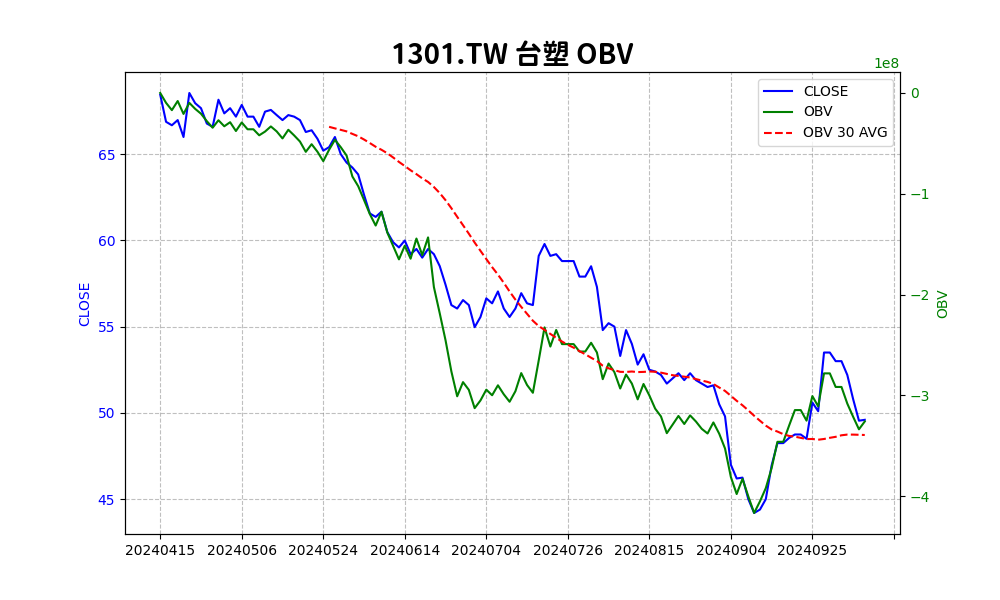 1301.TW 台塑 OBV
1e8
CLOSE
OBV
OBV 30 AVG
65
60
55
50
45
CLOSE
0
−1
−2
−3
−4
OBV
20240415 20240506 20240524 20240614 20240704 20240726 20240815 20240904 20240925